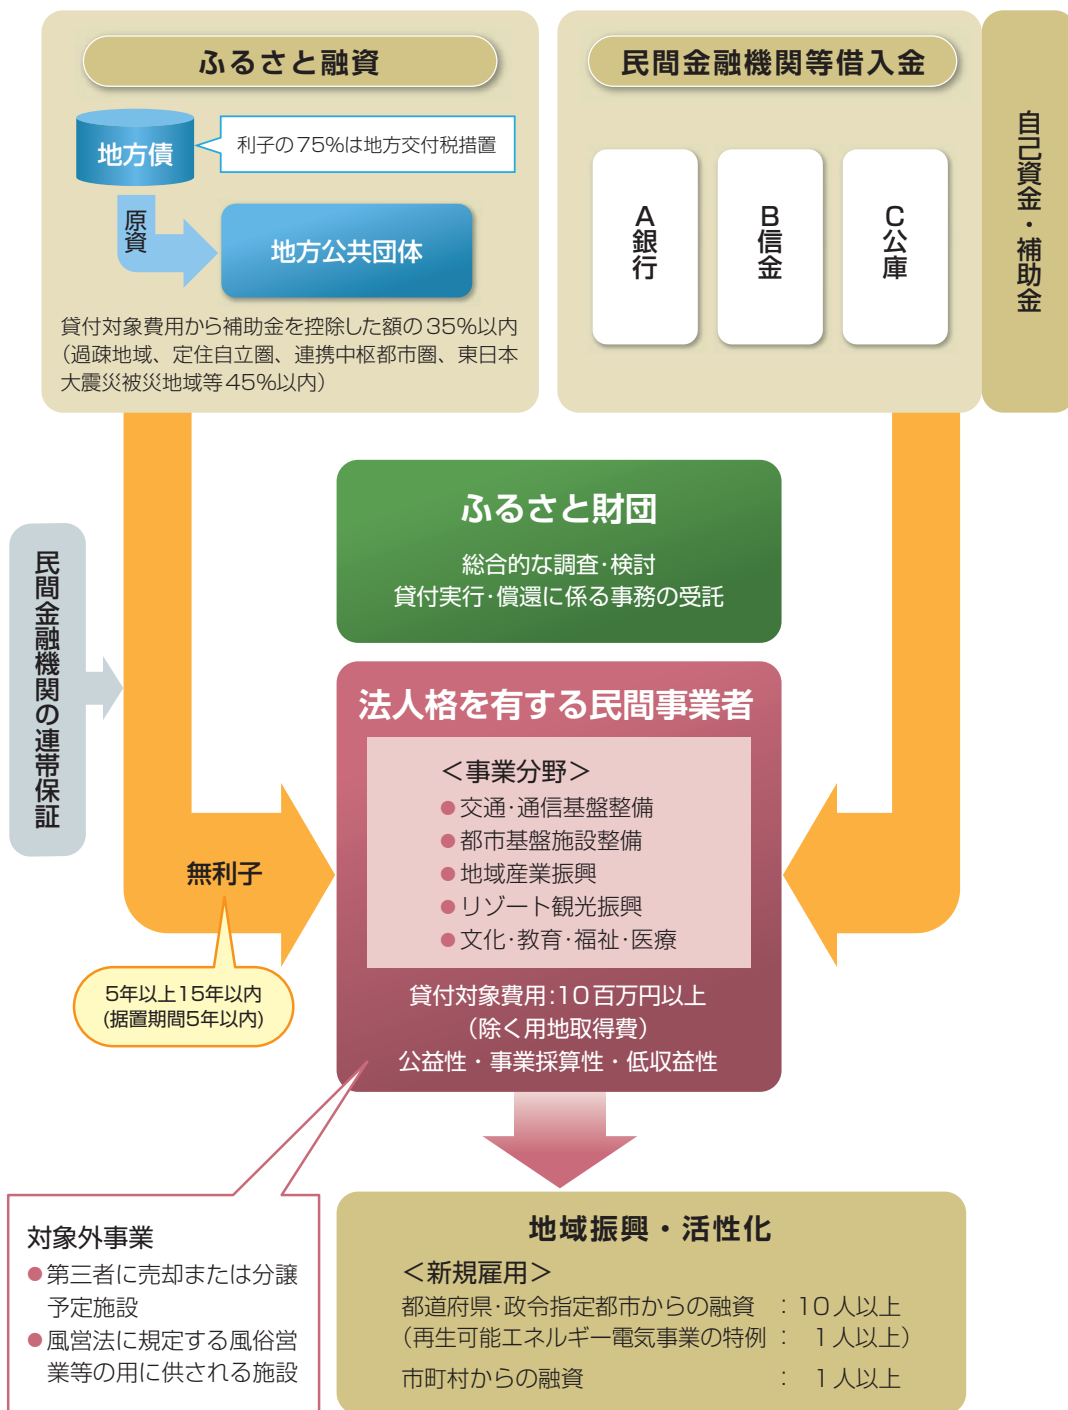 ふるさと融資
地方債
利子の75%は地方交付税措置
原資
地方公共団体
貸付対象費用から補助金を控除した額の35%以内
（過疎地域、定住自立圏、連携中枢都市圏、東日本
大震災被災地域等45%以内）
民間金融機関等借入金
A銀行
B信金
C公庫
自己資金・補助金
民間金融機関の連帯保証
ふるさと財団
総合的な調査・検討
貸付実行・償還に係る事務の受託
法人格を有する民間事業者
＜事業分野＞
●交通・通信基盤整備
●都市基盤施設整備
●地域産業振興
●リゾート観光振興
●文化・教育・福祉・医療
貸付対象費用：10百万円以上
（除く用地取得費）
公益性・事業採算性・低収益性
無利子
5年以上15年以内
(据置期間5年以内)
対象外事業
●第三者に売却または分譲
予定施設
●風営法に規定する風俗営
業等の用に供される施設
地域振興・活性化
＜新規雇用＞
都道府県・政令指定都市からの融資 ：10人以上
（再生可能エネルギー電気事業の特例 ： 1人以上）
市町村からの融資 ： 1人以上